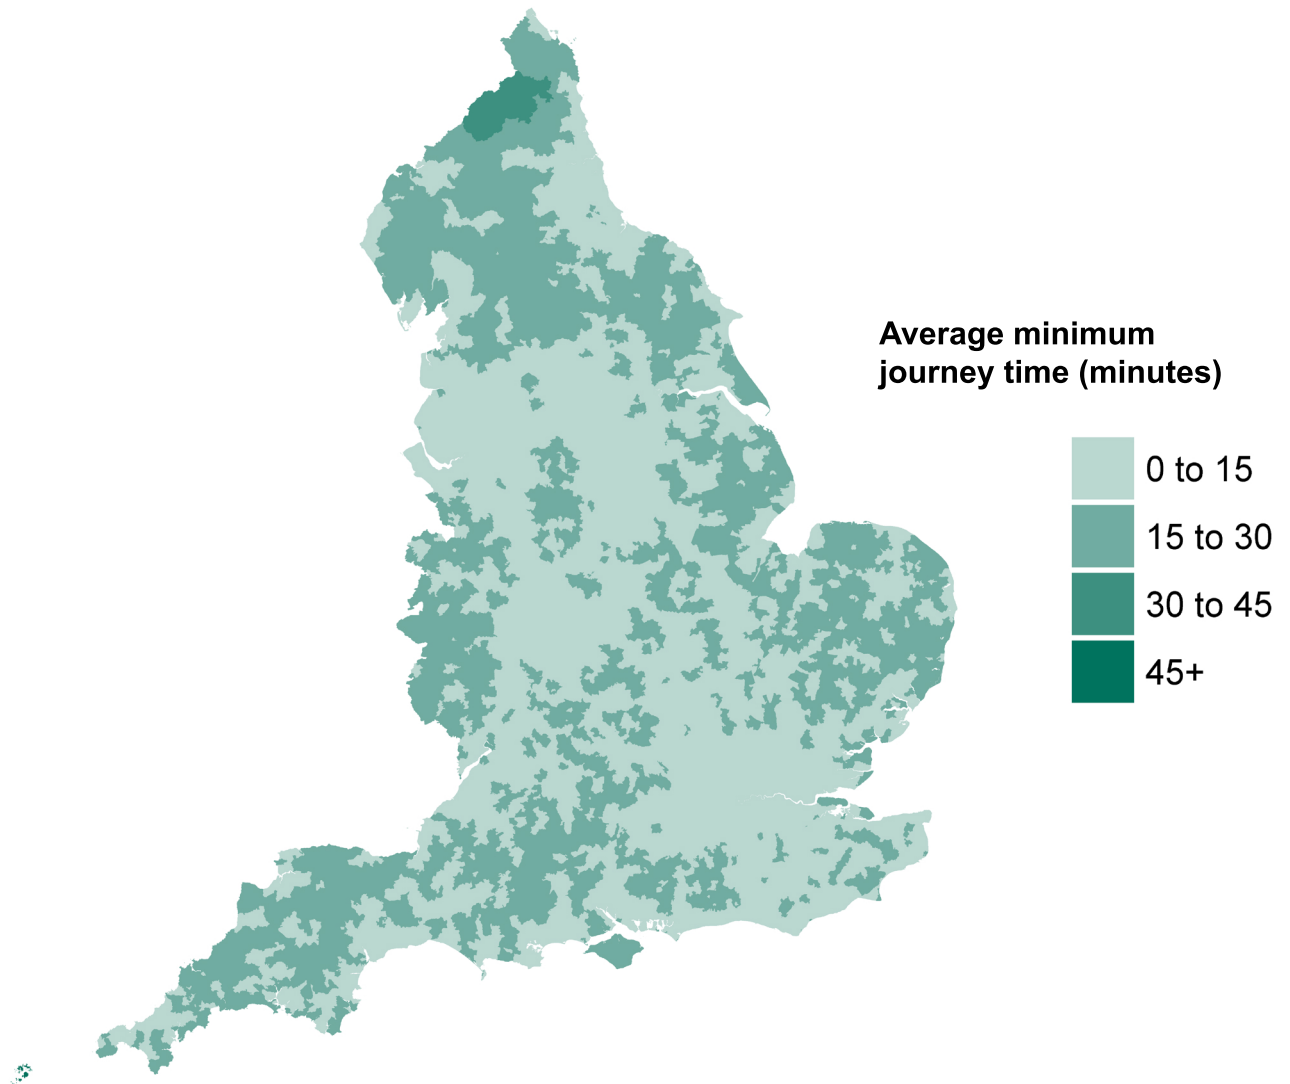 Average minimum
journey time (minutes)
0 to 15
15 to 30
30 to 45
45+